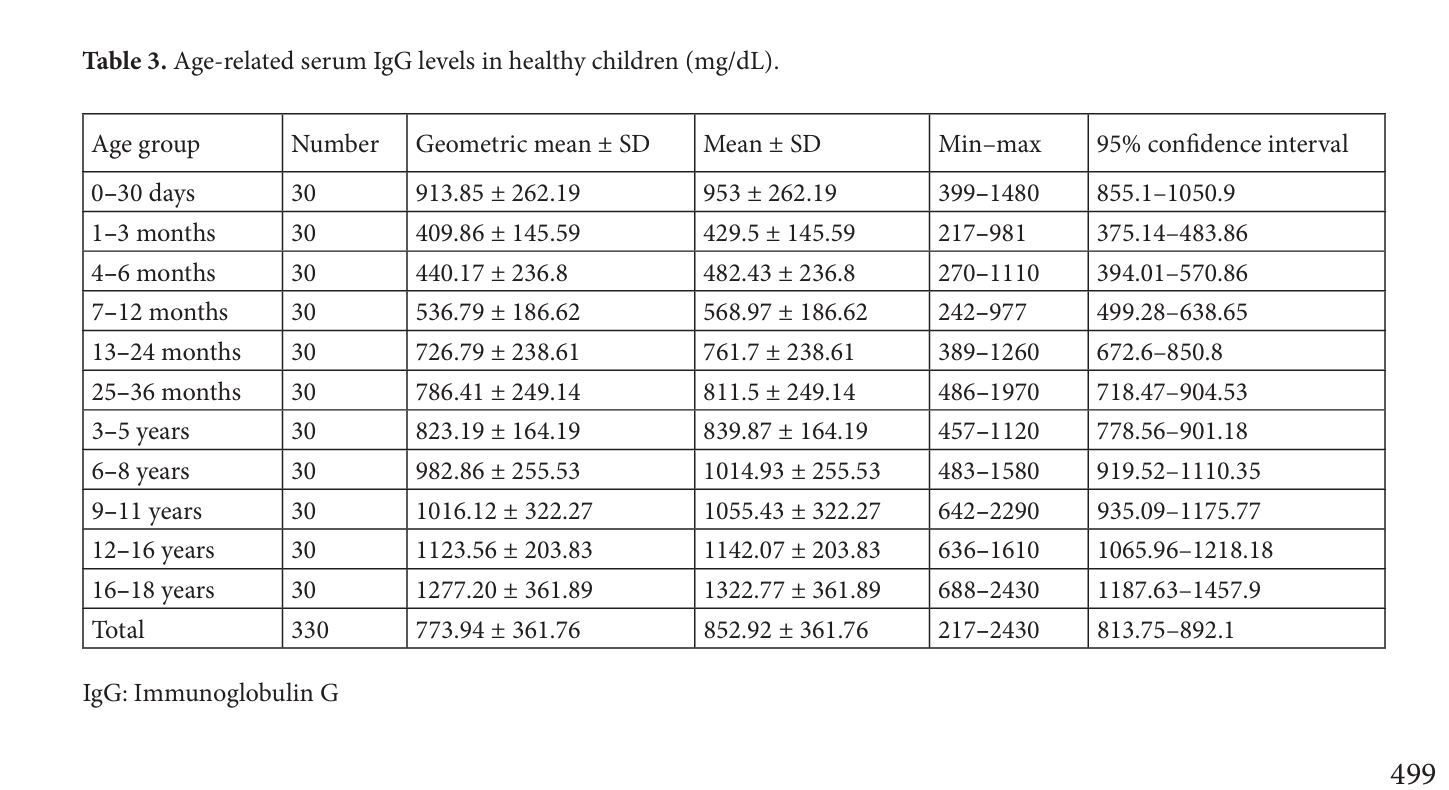 Table 3. Age-related serum IgG levels in healthy children (mg/dL).
Age group Number Geometric mean ± SD Mean ± SD Min–max 95% confidence interval
0–30 days 30 913.85 ± 262.19 953 ± 262.19 399–1480 855.1–1050.9
1–3 months 30 409.86 ± 145.59 429.5 ± 145.59 217–981 375.14–483.86
4–6 months 30 440.17 ± 236.8 482.43 ± 236.8 270–1110 394.01–570.86
7–12 months 30 536.79 ± 186.62 568.97 ± 186.62 242–977 499.28–638.65
13–24 months 30 726.79 ± 238.61 761.7 ± 238.61 389–1260 672.6–850.8
25–36 months 30 786.41 ± 249.14 811.5 ± 249.14 486–1970 718.47–904.53
3–5 years 30 823.19 ± 164.19 839.87 ± 164.19 457–1120 778.56–901.18
6–8 years 30 982.86 ± 255.53 1014.93 ± 255.53 483–1580 919.52–1110.35
9–11 years 30 1016.12 ± 322.27 1055.43 ± 322.27 642–2290 935.09–1175.77
12–16 years 30 1123.56 ± 203.83 1142.07 ± 203.83 636–1610 1065.96–1218.18
16–18 years 30 1277.20 ± 361.89 1322.77 ± 361.89 688–2430 1187.63–1457.9
Total 330 773.94 ± 361.76 852.92 ± 361.76 217–2430 813.75–892.1
IgG: Immunoglobulin G
499